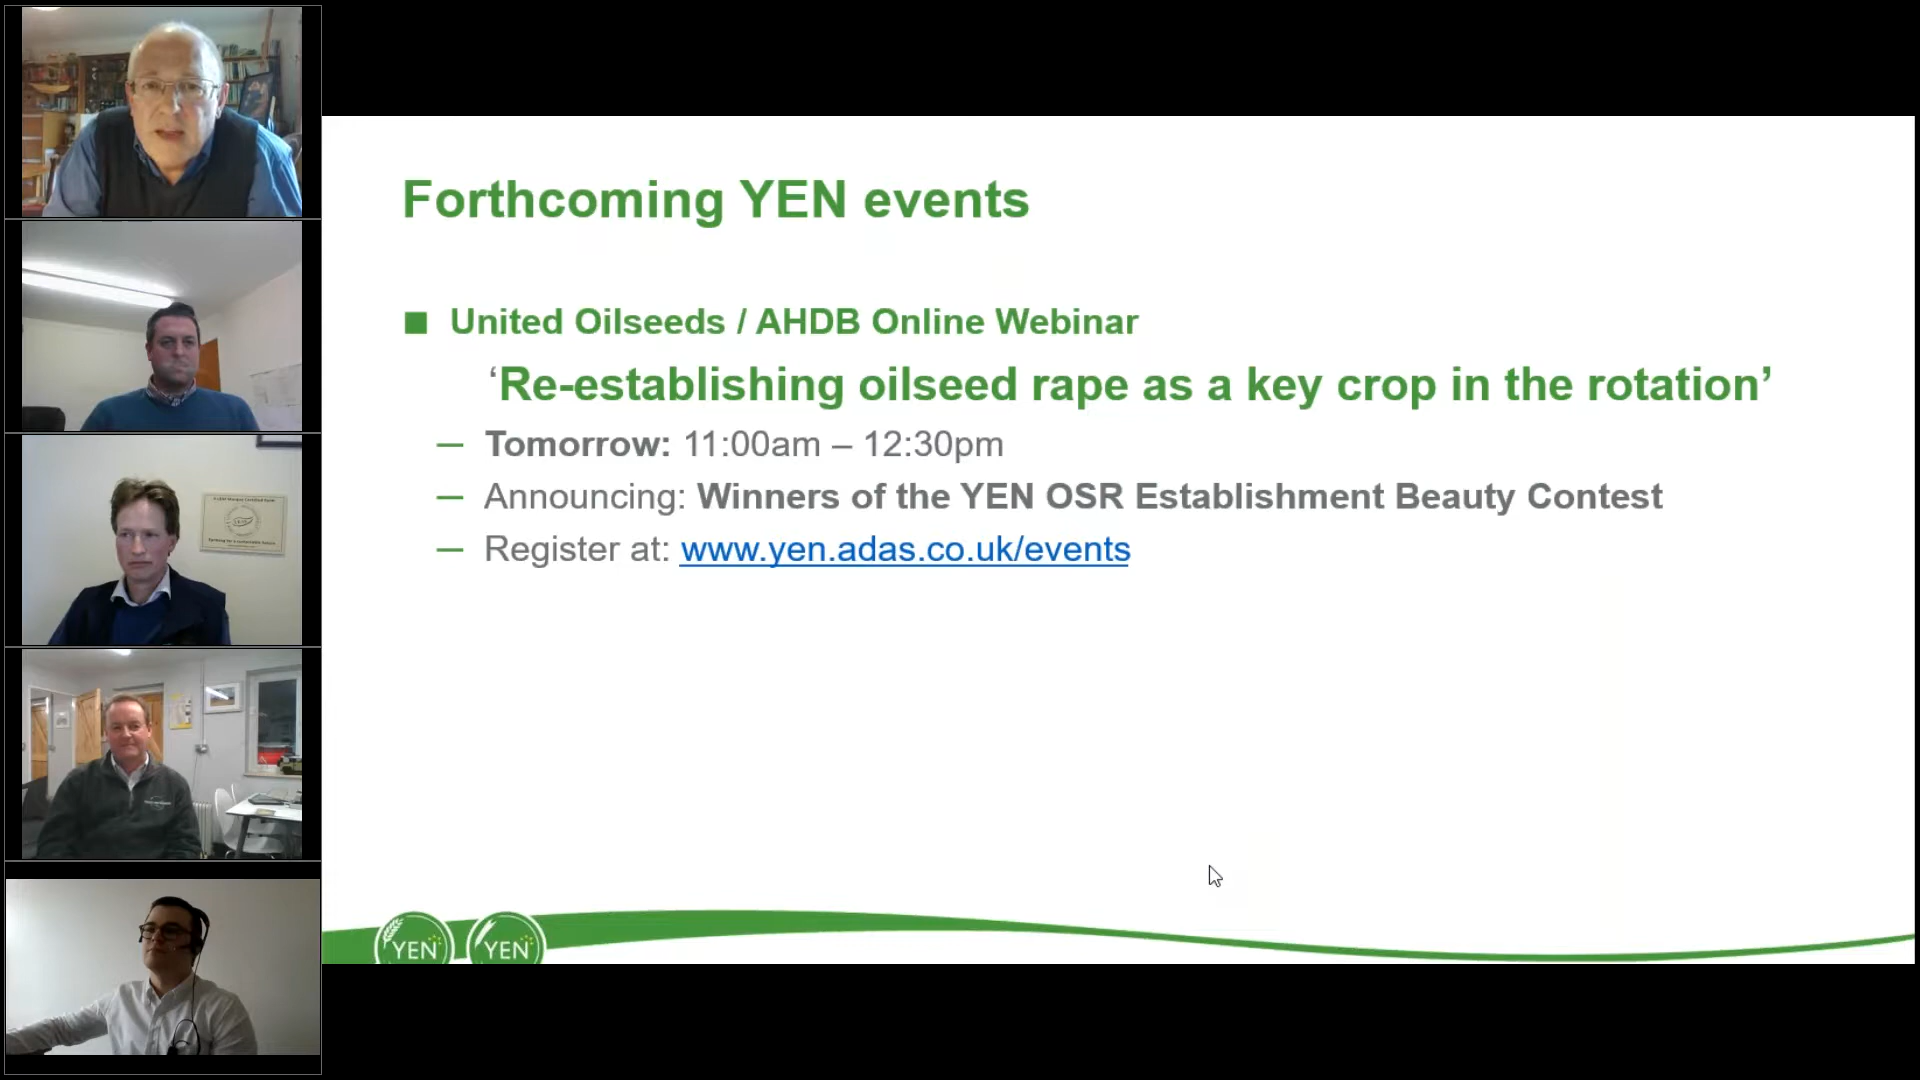 Forthcoming YEN events
■ United Oilseeds / AHDB Online Webinar
‘Re-establishing oilseed rape as a key crop in the rotation’
— Tomorrow: 11:00am – 12:30pm
— Announcing: Winners of the YEN OSR Establishment Beauty Contest
— Register at: www.yen.adas.co.uk/events
YEN YEN